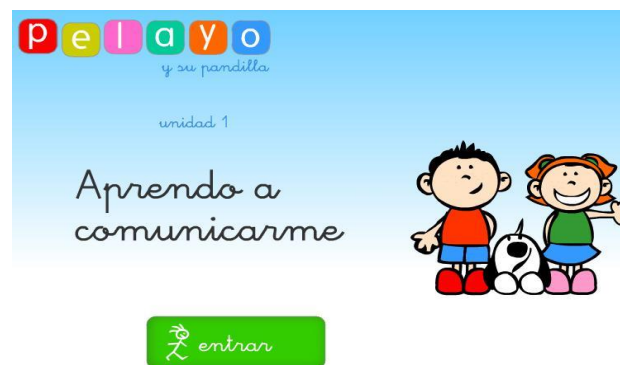 pelayo
y su pandilla
unidad 1
Aprendo a
comunicarme
entrar